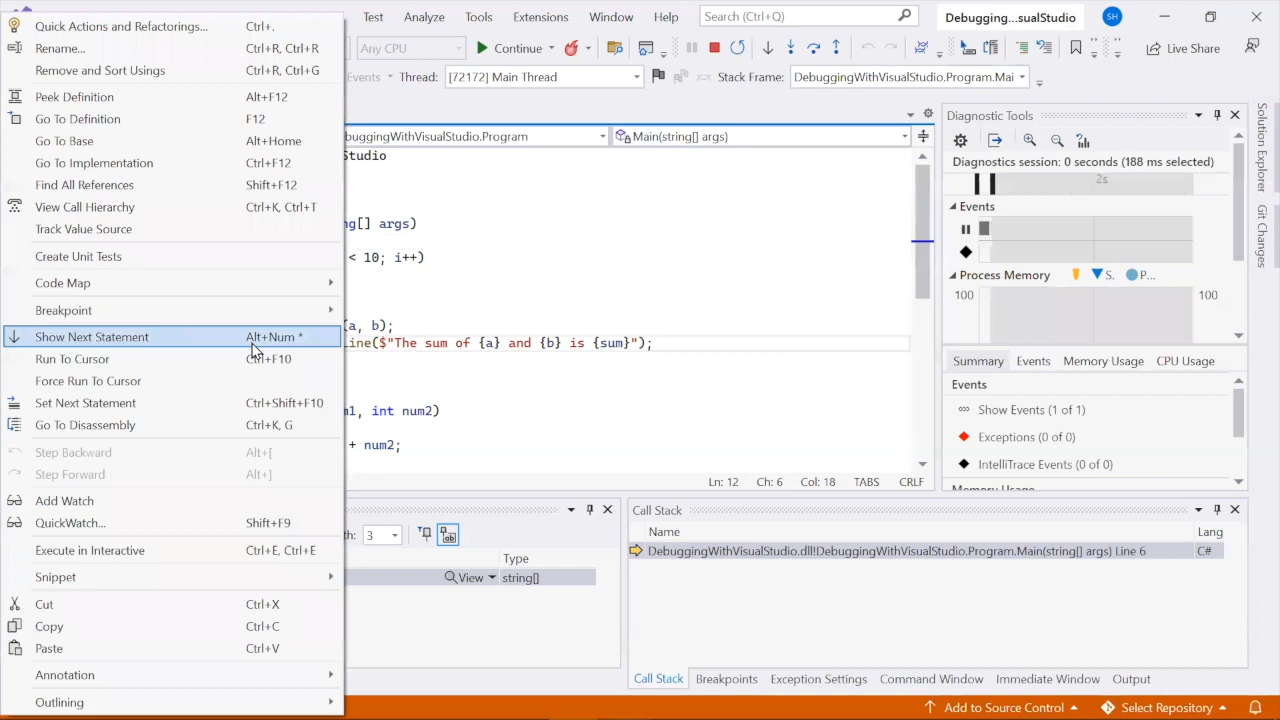 Test Analyze Tools Extensions Window Help Search (Ctrl+Q) Debugging...sualStudio SH
Any CPU Continue Live Share
Events Thread: [72172] Main Thread Stack Frame: DebuggingWithVisualStudio.Program.Mai
Quick Actions and Refactorings... Ctrl+.
Rename... Ctrl+R, Ctrl+R
Remove and Sort Usings Ctrl+R, Ctrl+G
Peek Definition Alt+F12
Go To Definition F12
Go To Base Alt+Home
Go To Implementation Ctrl+F12
Find All References Shift+F12
View Call Hierarchy Ctrl+K, Ctrl+T
Track Value Source
Create Unit Tests
Code Map
Breakpoint
Show Next Statement Alt+Num *
Run To Cursor Ctrl+F10
Force Run To Cursor
Set Next Statement Ctrl+Shift+F10
Go To Disassembly Ctrl+K, G
Step Backward Alt+[
Step Forward Alt+]
Add Watch
QuickWatch... Shift+F9
Execute in Interactive Ctrl+E, Ctrl+E
Snippet
Cut Ctrl+X
Copy Ctrl+C
Paste Ctrl+V
Annotation
Outlining
buggingWithVisualStudio.Program Main(string[] args)
Studio
ng[] args)
< 10; i++)
(a, b);
ine($"The sum of {a} and {b} is {sum}");
m1, int num2)
+ num2;
Ln: 12 Ch: 6 Col: 18 TABS CRLF
Diagnostic Tools
Diagnostics session: 0 seconds (188 ms selected)
2s
Events
Process Memory S. P...
100 100
Summary Events Memory Usage CPU Usage
Events
Show Events (1 of 1)
Exceptions (0 of 0)
IntelliTrace Events (0 of 0)
Memory Usage
Solution Explorer
Git Changes
th: 3
Type
View string[]
Call Stack
Name Lang
DebuggingWithVisualStudio.dll!DebuggingWithVisualStudio.Program.Main(string[] args) Line 6 C#
Call Stack Breakpoints Exception Settings Command Window Immediate Window Output
Add to Source Control Select Repository